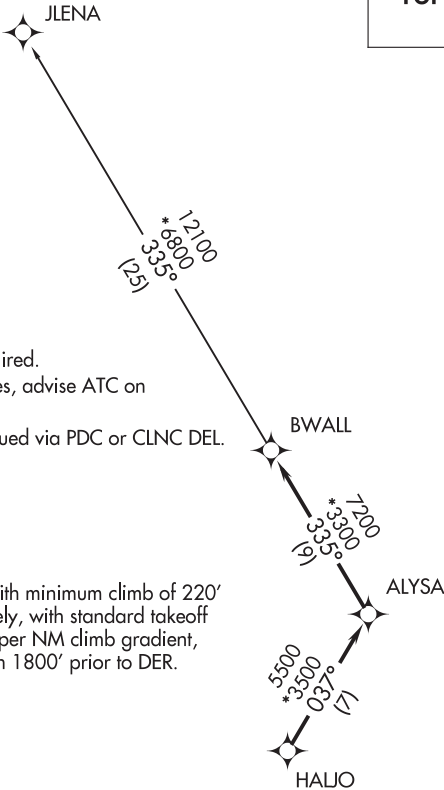 JLENA
12100
*6800
335°
(25)
ired.
es, advise ATC on
ued via PDC or CLNC DEL.
BWALL
7200
*3300
335°
(9)
ith minimum climb of 220'
ely, with standard takeoff
per NM climb gradient,
n 1800' prior to DER.
ALYSA
5500
*3500
037°
(7)
HALJO